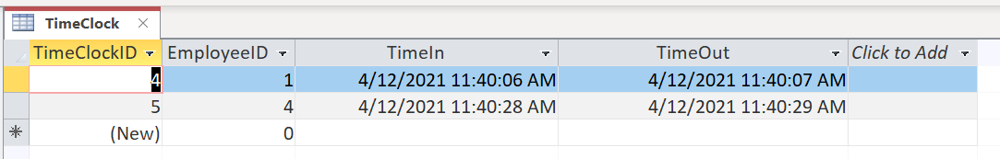 TimeClock
TimeClockID EmployeeID TimeIn TimeOut Click to Add
4 1 4/12/2021 11:40:06 AM 4/12/2021 11:40:07 AM
5 4 4/12/2021 11:40:28 AM 4/12/2021 11:40:29 AM
(New) 0